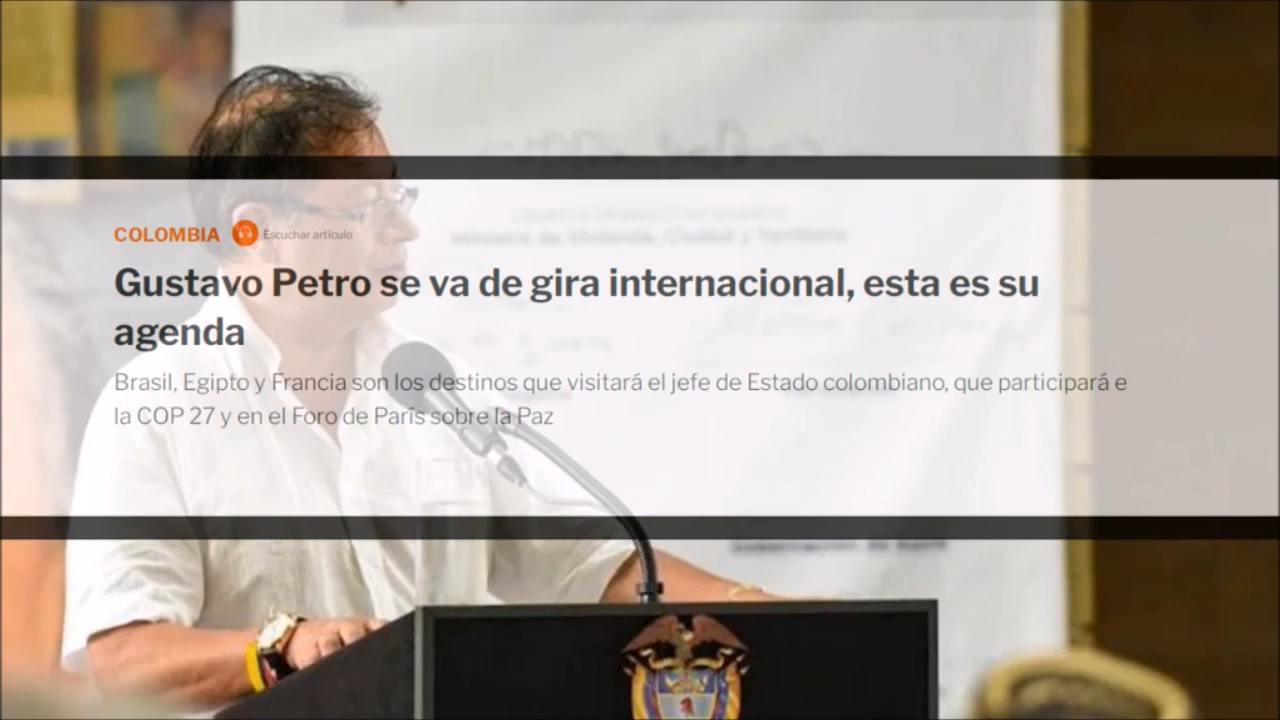 COLOMBIA Escuchar artículo
Gustavo Petro se va de gira internacional, esta es su
agenda
Brasil, Egipto y Francia son los destinos que visitará el jefe de Estado colombiano, que participará e
la COP 27 y en el Foro de París sobre la Paz